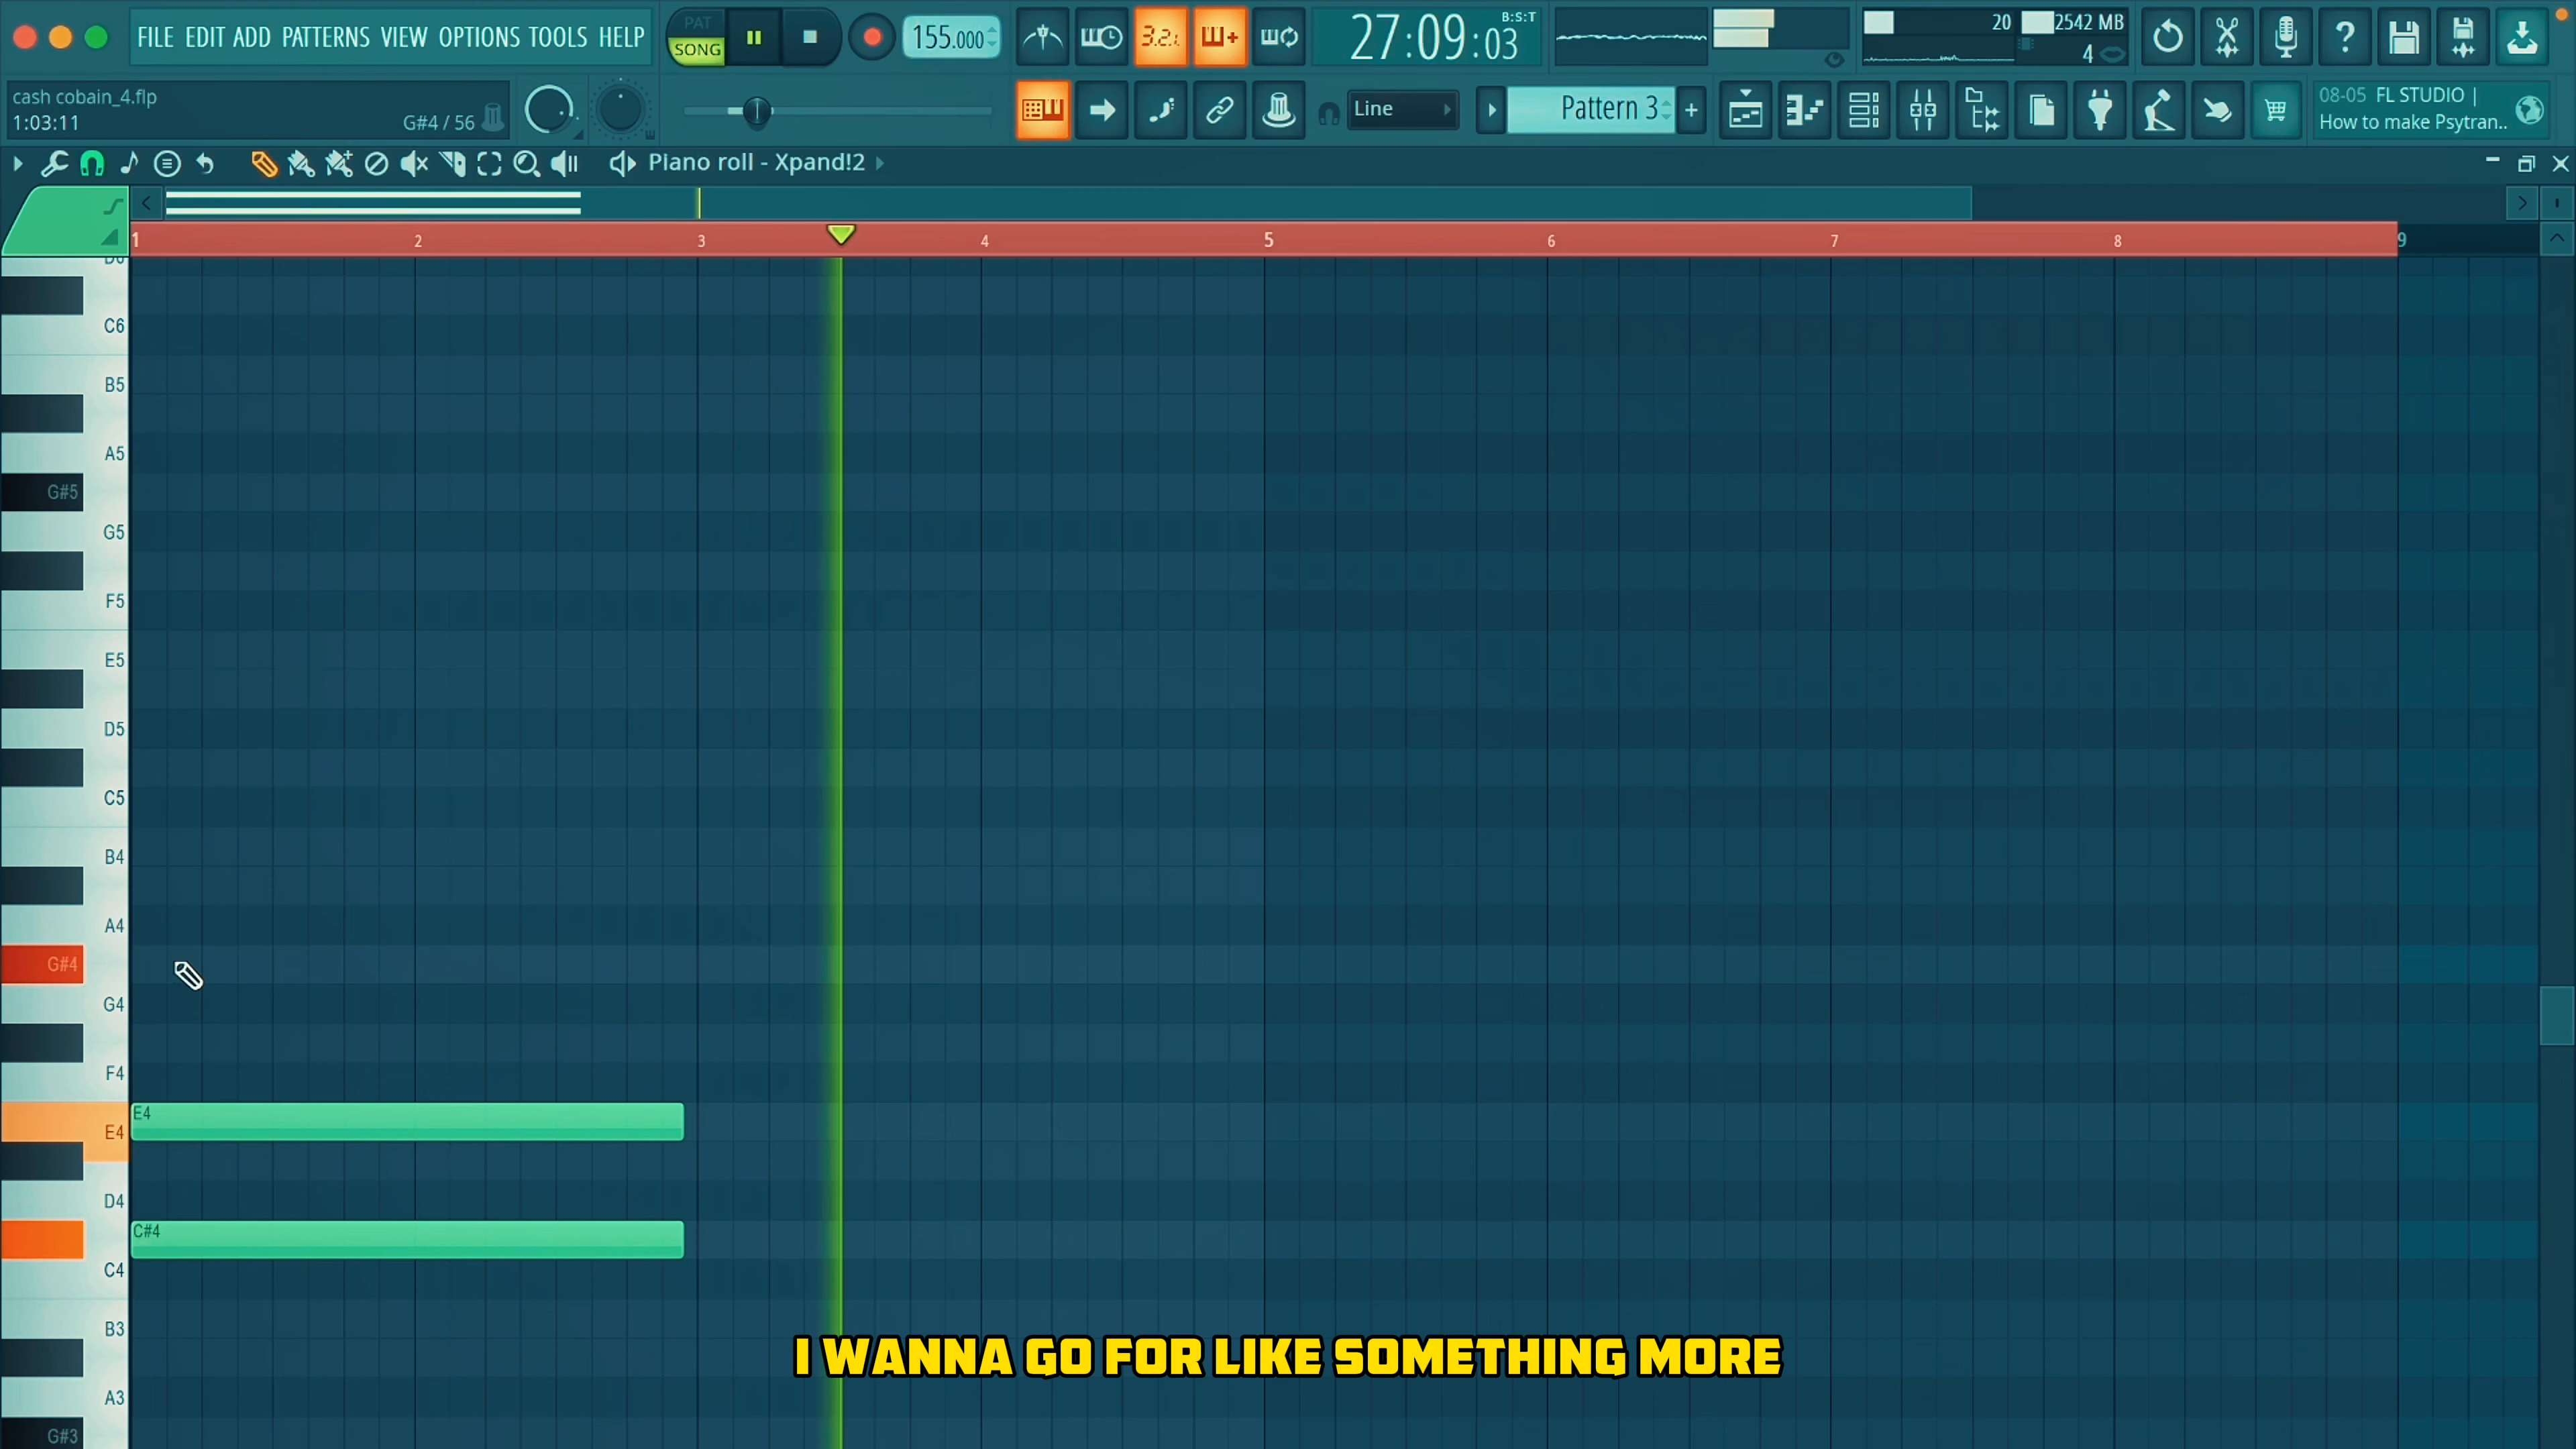 FILE EDIT ADD PATTERNS VIEW OPTIONS TOOLS HELP
PAT
SONG
155.000
3.2.
27:09:03
B:S:T
20
2542 MB
4
cash cobain_4.flp
1:03:11
G#4 / 56
Line
Pattern 3
08-05 FL STUDIO |
How to make Psytran..
Piano roll - Xpand!2
1 2 3 4 5 6 7 8 9
C6
B5
A5
G#5
G5
F5
E5
D5
C5
B4
A4
G#4
G4
F4
E4
E4
D4
C#4
C4
B3
I WANNA GO FOR LIKE SOMETHING MORE
A3
G#3